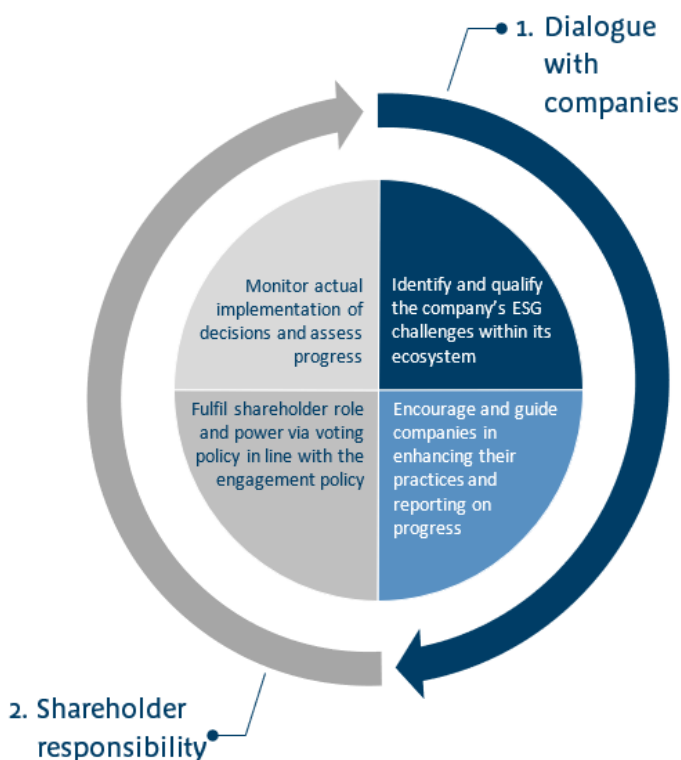 1. Dialogue
with
companies
Identify and qualify
the company's ESG
challenges within its
ecosystem
Encourage and guide
companies in
enhancing their
practices and
reporting on
progress
2. Shareholder
responsibility
Fulfil shareholder role
and power via voting
policy in line with the
engagement policy
Monitor actual
implementation of
decisions and assess
progress